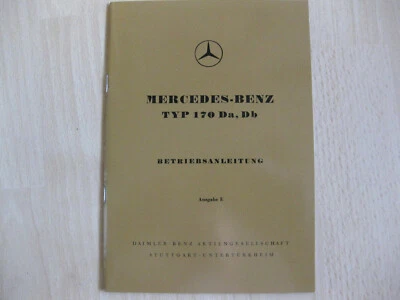 MERCEDES-BENZ
TYP 170 Da, Db
BETRIEBSANLEITUNG
Ausgabe E
DAIMLER-BENZ AKTIENGESELLSCHAFT
STUTTGART-UNTERTÜRKHEIM